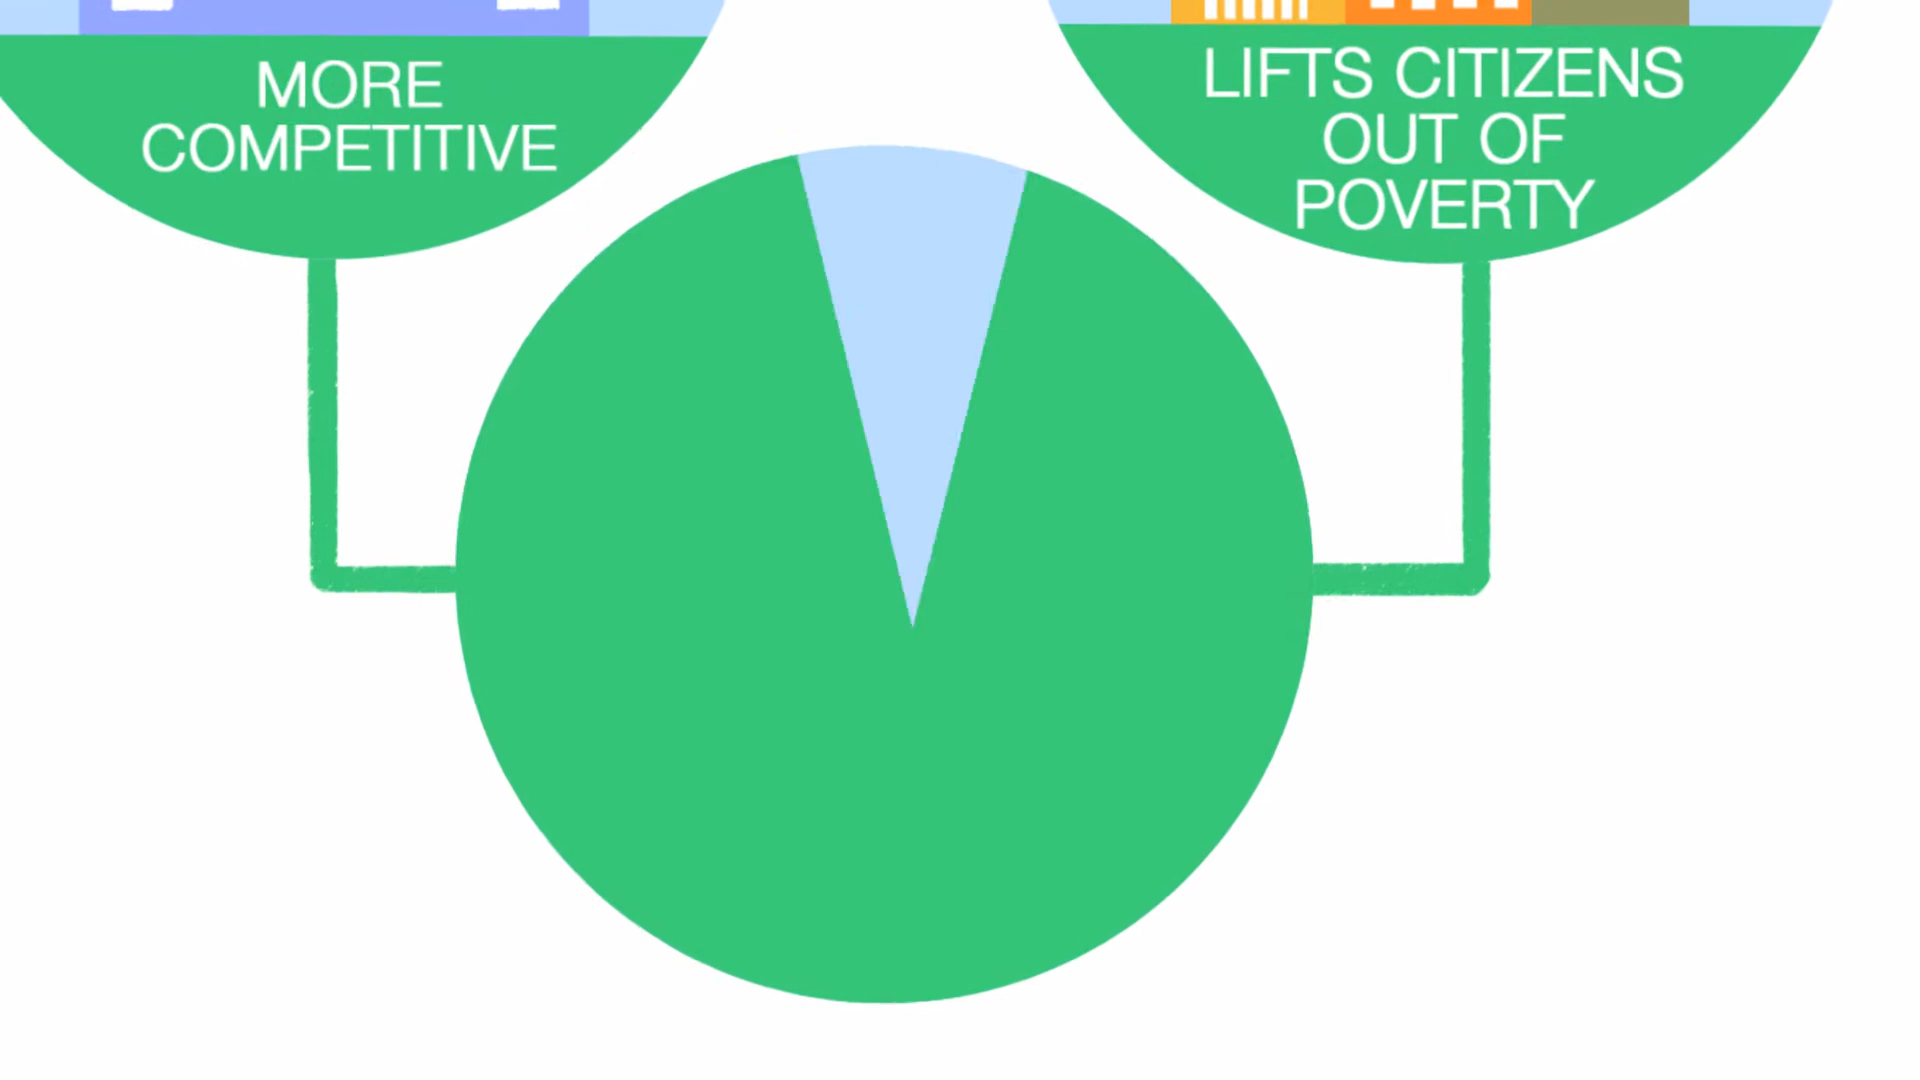 MORE
COMPETITIVE
LIFTS CITIZENS
OUT OF
POVERTY